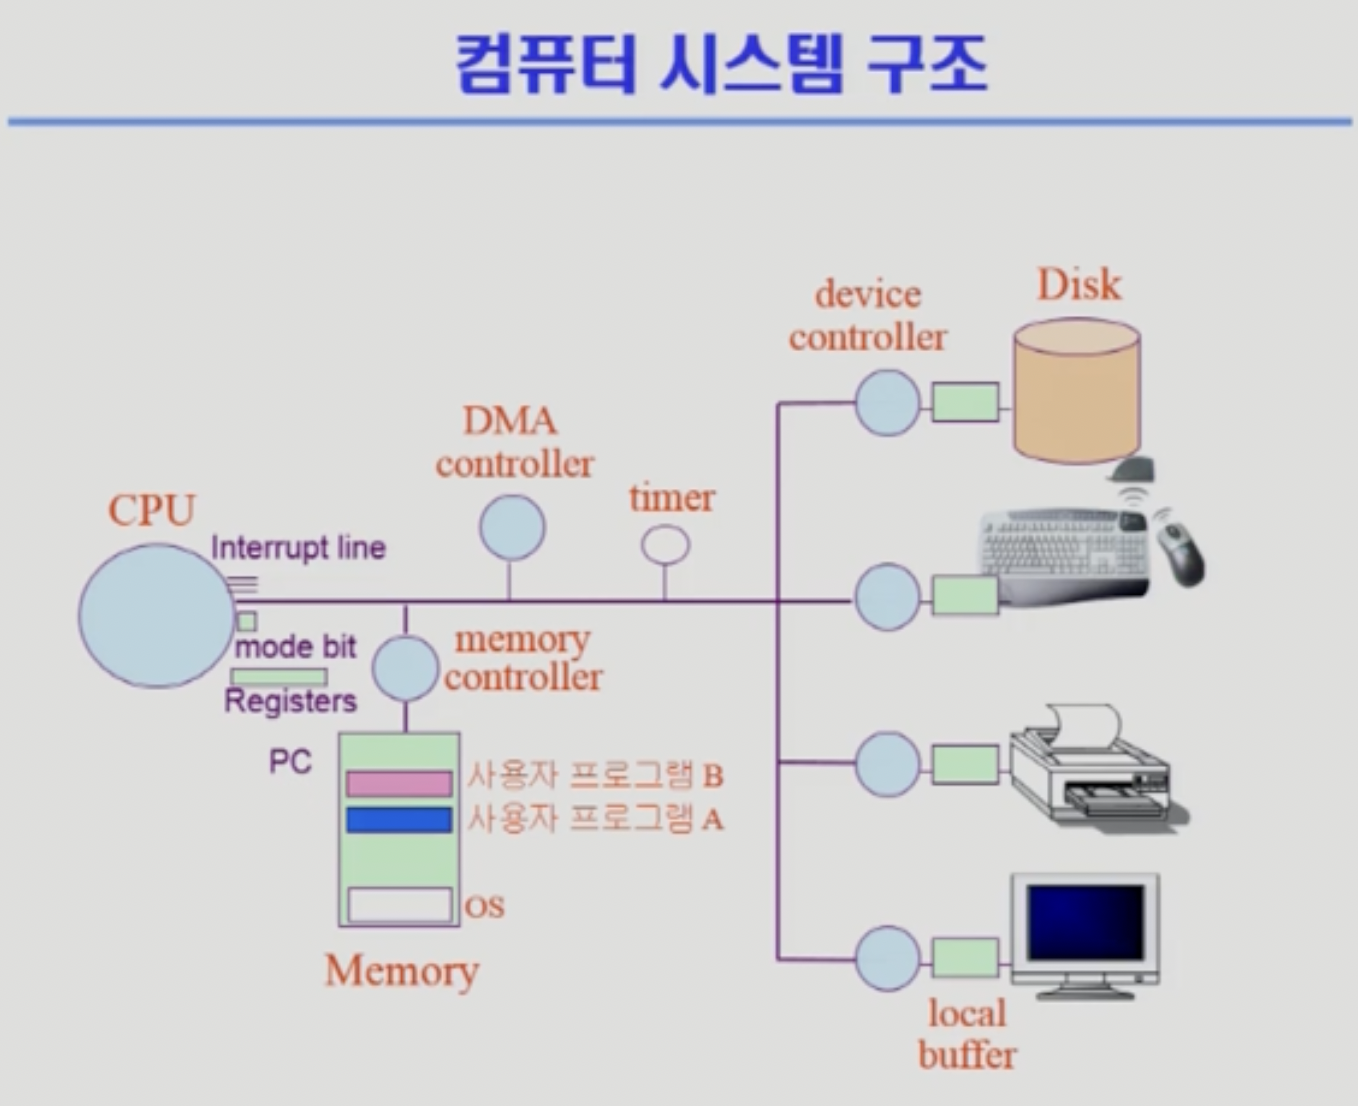 컴퓨터 시스템 구조
device
controller
Disk
DMA
controller
timer
CPU
Interrupt line
mode bit
Registers
memory
controller
PC
사용자 프로그램 B
사용자 프로그램 A
OS
Memory
local
buffer